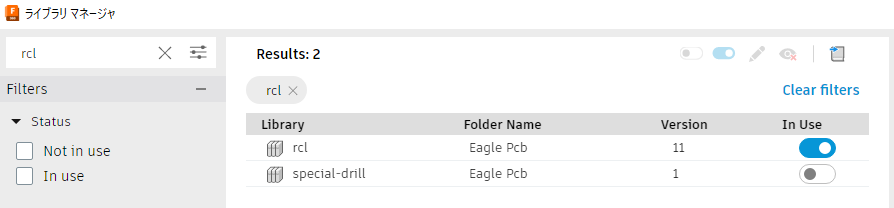 ライブラリ マネージャ
rcl
Results: 2
Filters
rcl
Clear filters
Status
Not in use
In use
Library Folder Name Version In Use
rcl Eagle Pcb 11
special-drill Eagle Pcb 1